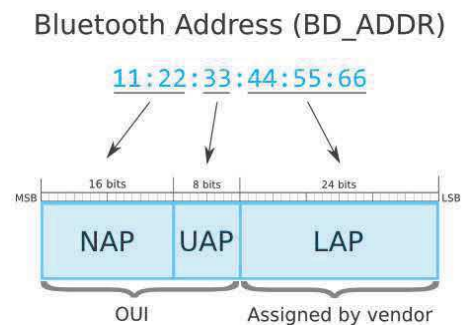 Bluetooth Address (BD_ADDR)
11:22:33:44:55:66
16 bits 8 bits 24 bits
MSB LSB
NAP UAP LAP
OUI Assigned by vendor